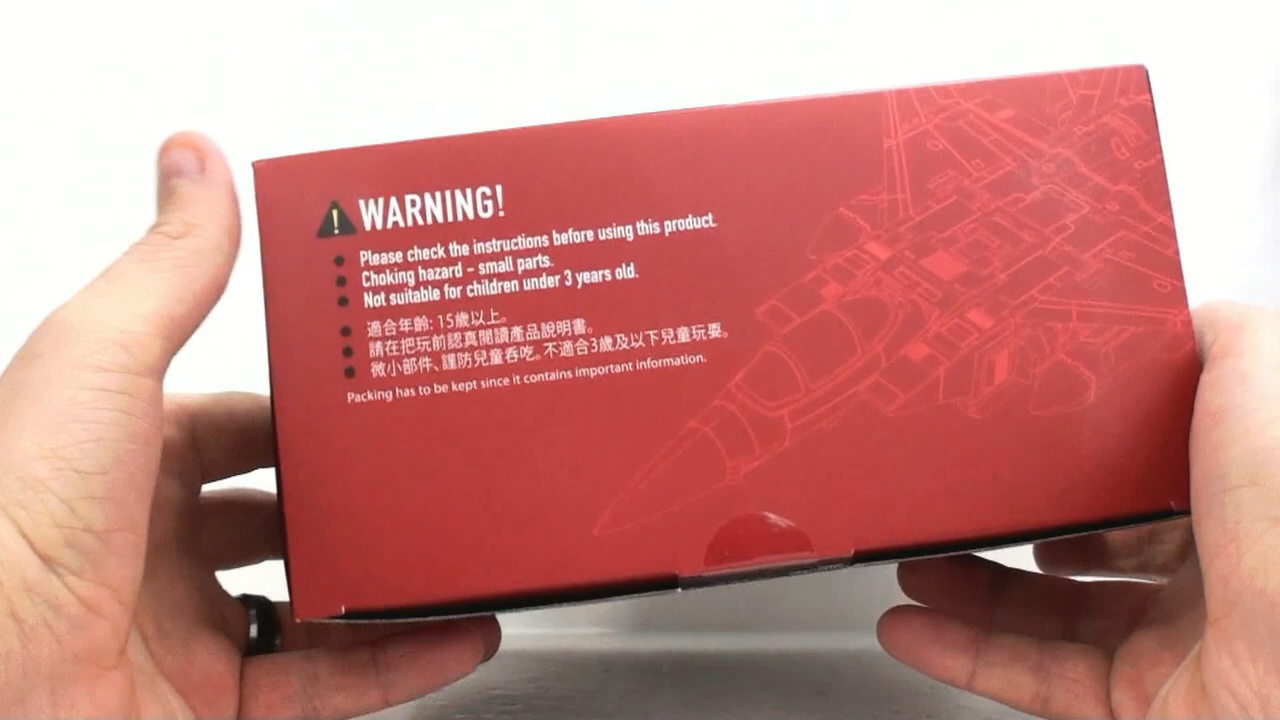 WARNING!
Please check the instructions before using this product.
Choking hazard – small parts.
Not suitable for children under 3 years old.
適合年齡: 15歲以上。
請在把玩前認真閱讀產品說明書。
微小部件、謹防兒童吞吃。不適合3歲及以下兒童玩耍。
Packing has to be kept since it contains important information.